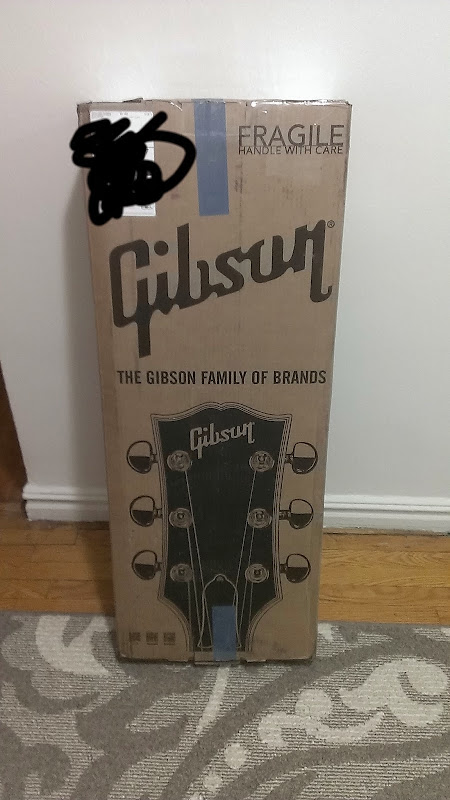 FRAGILE
HANDLE WITH CARE
Gibson®
THE GIBSON FAMILY OF BRANDS
Gibson